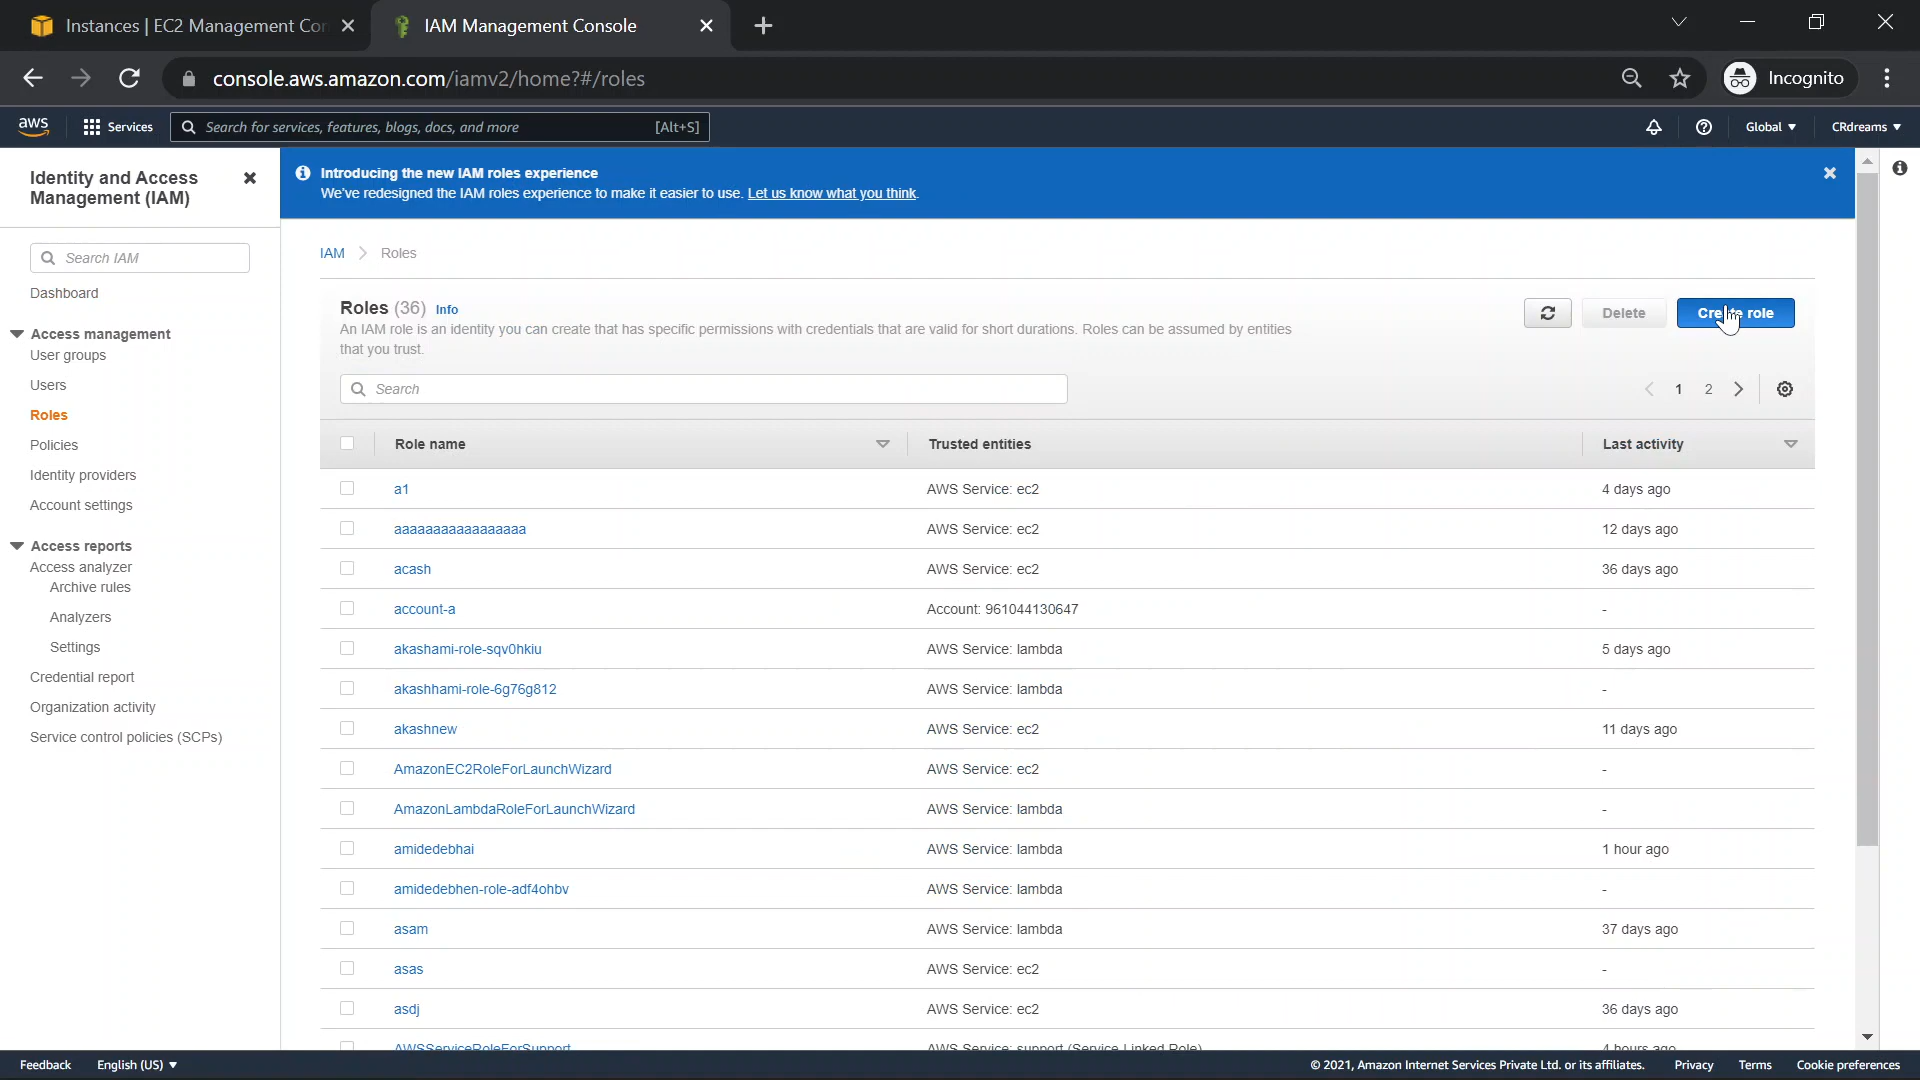 Instances | EC2 Management Con
IAM Management Console
console.aws.amazon.com/iamv2/home?#/roles
Incognito
aws
Services
Search for services, features, blogs, docs, and more
[Alt+S]
Global
CRdreams
Identity and Access
Management (IAM)
Search IAM
Dashboard
Access management
User groups
Users
Roles
Policies
Identity providers
Account settings
Access reports
Access analyzer
Archive rules
Analyzers
Settings
Credential report
Organization activity
Service control policies (SCPs)
Introducing the new IAM roles experience
We've redesigned the IAM roles experience to make it easier to use. Let us know what you think.
IAM > Roles
Roles (36) Info
An IAM role is an identity you can create that has specific permissions with credentials that are valid for short durations. Roles can be assumed by entities
that you trust.
Delete
Create role
Search
1 2
Role name Trusted entities Last activity
a1 AWS Service: ec2 4 days ago
aaaaaaaaaaaaaaaaa AWS Service: ec2 12 days ago
acash AWS Service: ec2 36 days ago
account-a Account: 961044130647 -
akashami-role-sqv0hkiu AWS Service: lambda 5 days ago
akashhami-role-6g76g812 AWS Service: lambda -
akashnew AWS Service: ec2 11 days ago
AmazonEC2RoleForLaunchWizard AWS Service: ec2 -
AmazonLambdaRoleForLaunchWizard AWS Service: lambda -
amidedebhai AWS Service: lambda 1 hour ago
amidedebhen-role-adf4ohbv AWS Service: lambda -
asam AWS Service: lambda 37 days ago
asas AWS Service: ec2 -
asdj AWS Service: ec2 36 days ago
AWSServiceRoleForSupport AWS Service: support (Service-Linked Role) 4 hours ago
Feedback English (US)
© 2021, Amazon Internet Services Private Ltd. or its affiliates. Privacy Terms Cookie preferences